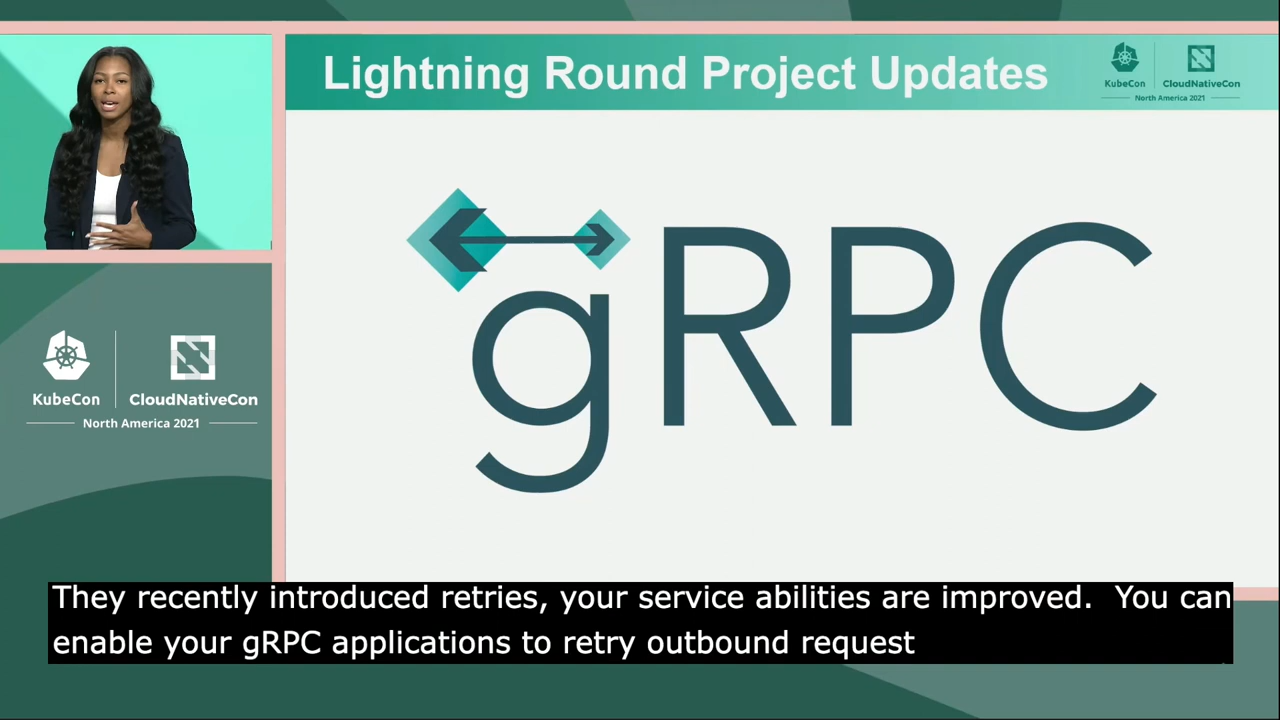 Lightning Round Project Updates
KubeCon
CloudNativeCon
North America 2021
gRPC
KubeCon
CloudNativeCon
North America 2021
They recently introduced retries, your service abilities are improved.  You can
enable your gRPC applications to retry outbound request